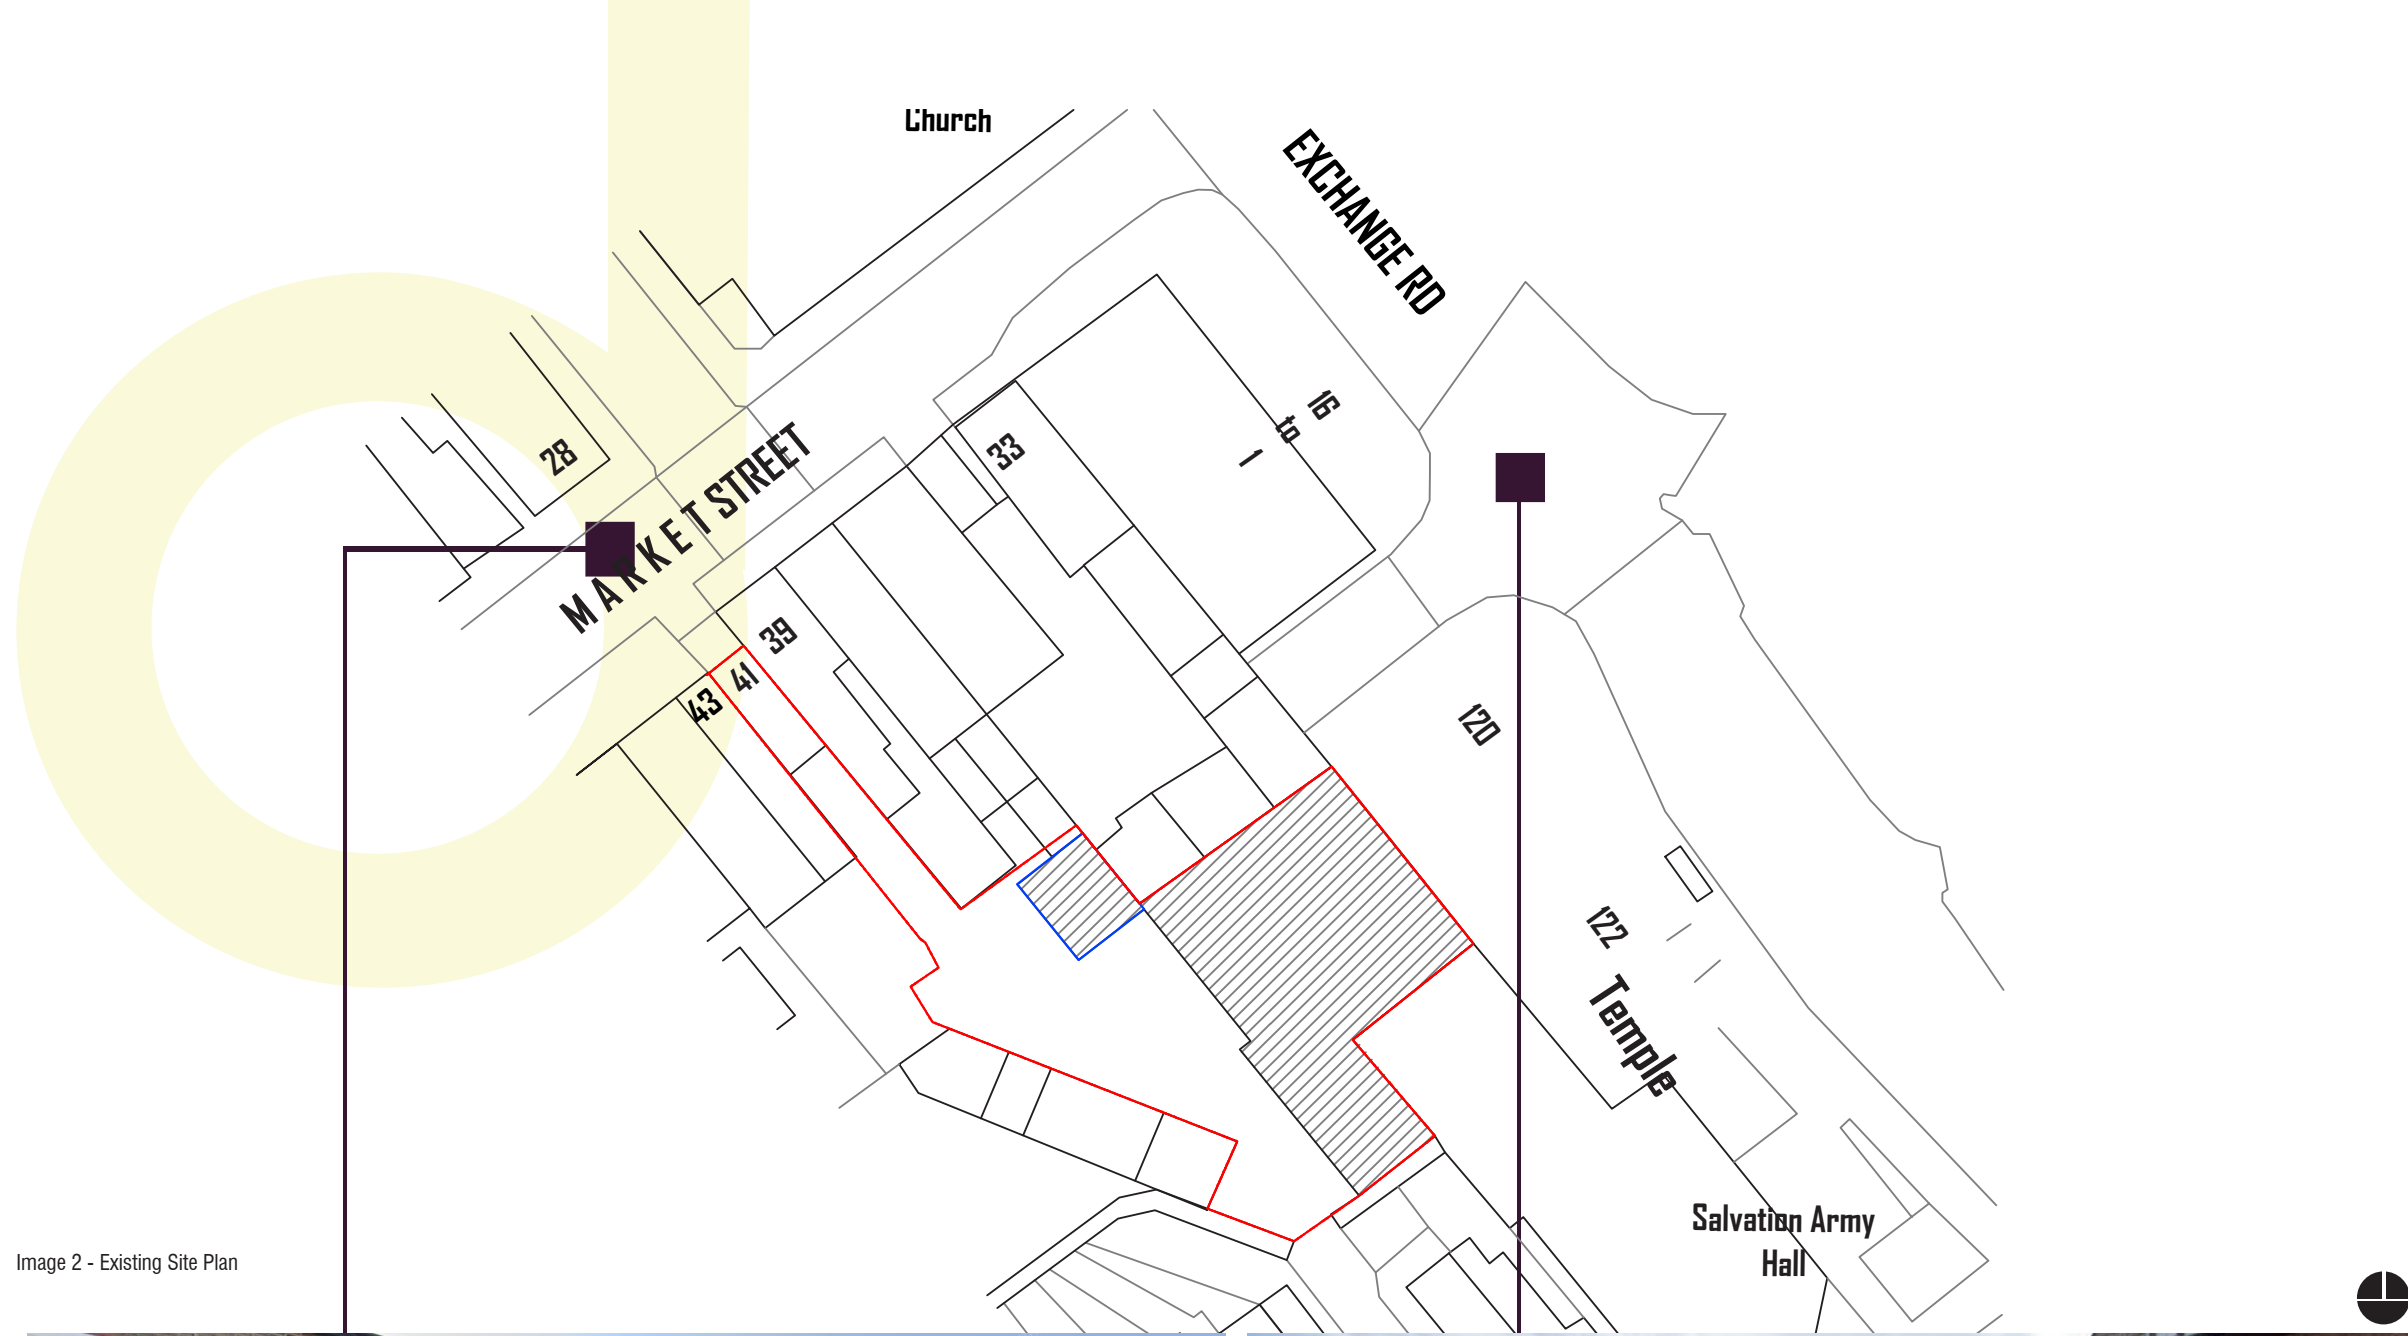 Church
EXCHANGE RD
28
MARKET STREET
33
16
to
1
39
41
43
120
122
Temple
Salvation Army
Hall
Image 2 - Existing Site Plan